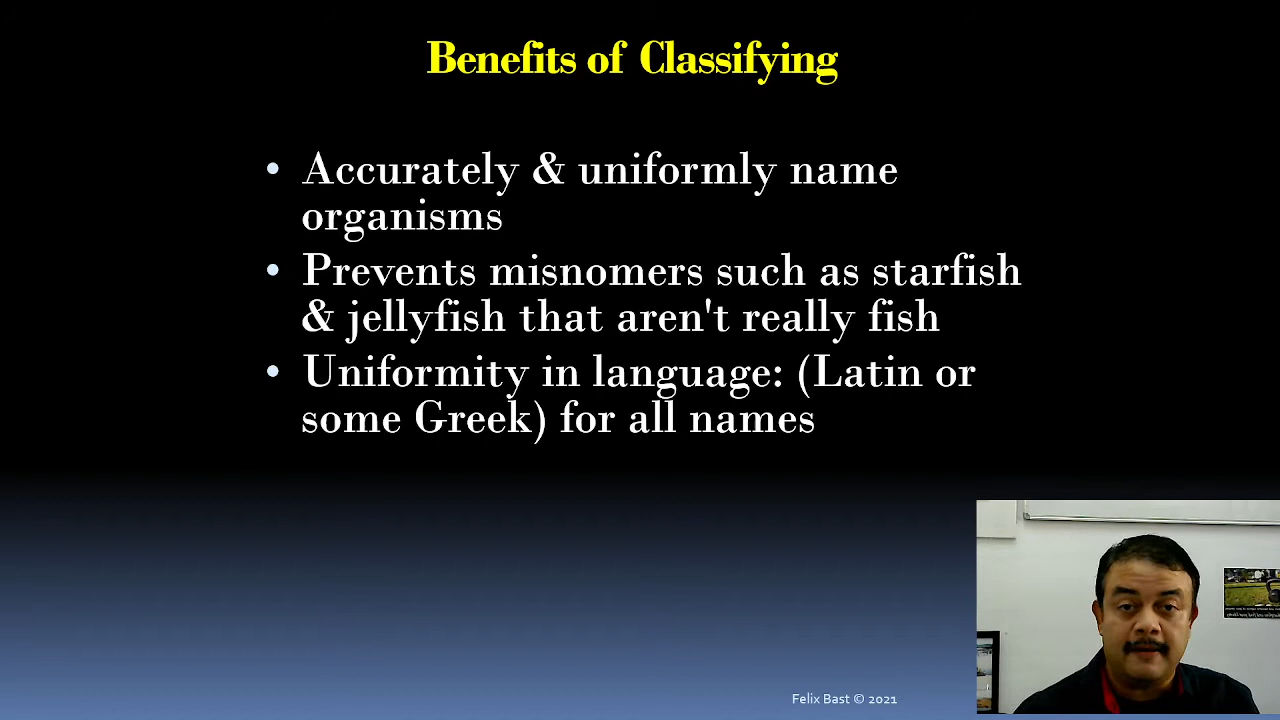 Benefits of Classifying
• Accurately & uniformly name
organisms
• Prevents misnomers such as starfish
& jellyfish that aren't really fish
• Uniformity in language: (Latin or
some Greek) for all names
Felix Bast © 2021